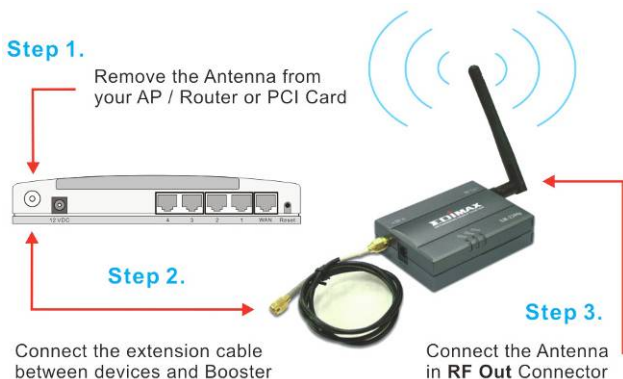 Step 1.
Remove the Antenna from
your AP / Router or PCI Card
12 VDC
4 3 2 1 WAN Reset
EDIMAX
Step 2.
Connect the extension cable
between devices and Booster
Step 3.
Connect the Antenna
in RF Out Connector